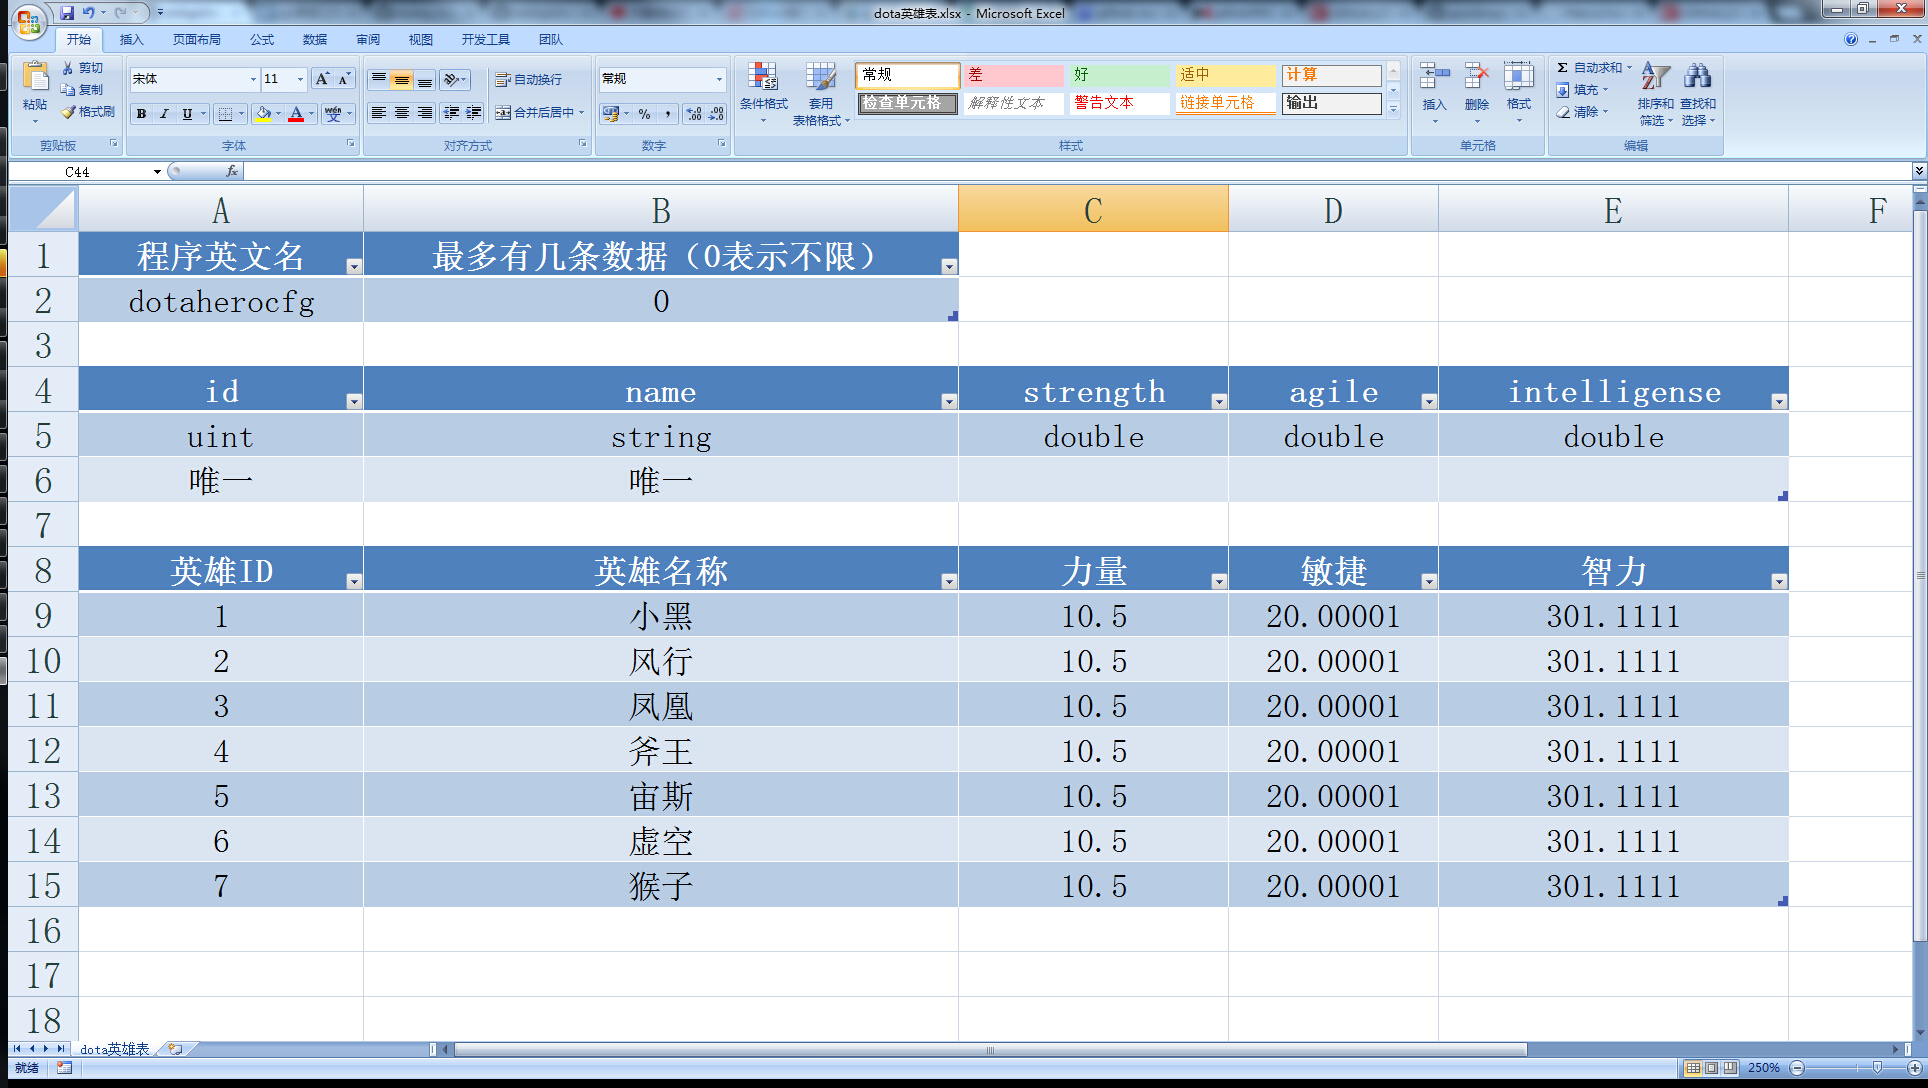 dota英雄表.xlsx - Microsoft Excel
开始 插入 页面布局 公式 数据 审阅 视图 开发工具 团队
粘贴 剪切 复制 格式刷
剪贴板
宋体 11
B I U
字体
自动换行
合并后居中
对齐方式
常规
% ,
数字
条件格式 套用 表格格式
常规 差 好 适中 计算
检查单元格 解释性文本 警告文本 链接单元格 输出
样式
插入 删除 格式
单元格
Σ 自动求和 填充 清除
排序和筛选 查找和选择
编辑
C44 fx
A B C D E F
1 程序英文名 最多有几条数据（0表示不限）
2 dotaherocfg 0
3
4 id name strength agile intelligense
5 uint string double double double
6 唯一 唯一
7
8 英雄ID 英雄名称 力量 敏捷 智力
9 1 小黑 10.5 20.00001 301.1111
10 2 风行 10.5 20.00001 301.1111
11 3 凤凰 10.5 20.00001 301.1111
12 4 斧王 10.5 20.00001 301.1111
13 5 宙斯 10.5 20.00001 301.1111
14 6 虚空 10.5 20.00001 301.1111
15 7 猴子 10.5 20.00001 301.1111
16
17
18
dota英雄表
就绪 250%